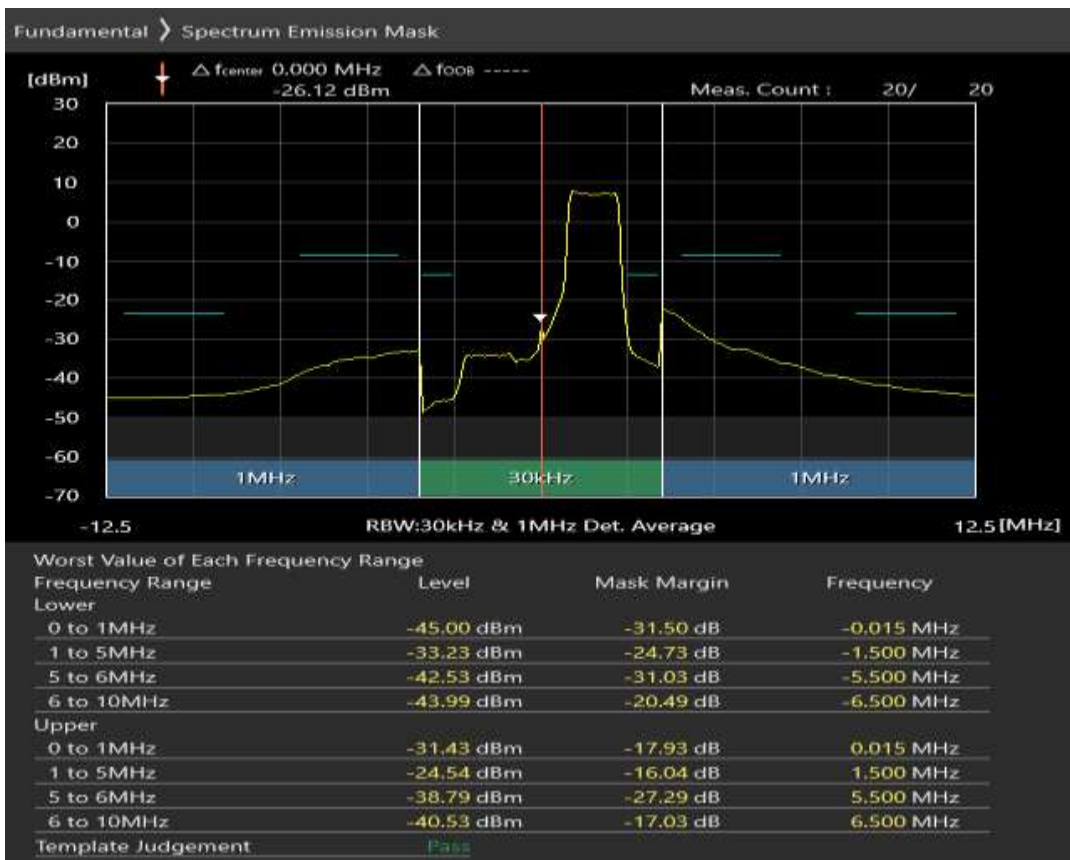 Fundamental ❯ Spectrum Emission Mask
[dBm] △ fcenter 0.000 MHz △ fOOB -----
-26.12 dBm Meas. Count : 20/ 20
30
20
10
0
-10
-20
-30
-40
-50
-60
1MHz 30kHz 1MHz
-70
-12.5 RBW:30kHz & 1MHz Det. Average 12.5 [MHz]
Worst Value of Each Frequency Range
Frequency Range Level Mask Margin Frequency
Lower
0 to 1MHz -45.00 dBm -31.50 dB -0.015 MHz
1 to 5MHz -33.23 dBm -24.73 dB -1.500 MHz
5 to 6MHz -42.53 dBm -31.03 dB -5.500 MHz
6 to 10MHz -43.99 dBm -20.49 dB -6.500 MHz
Upper
0 to 1MHz -31.43 dBm -17.93 dB 0.015 MHz
1 to 5MHz -24.54 dBm -16.04 dB 1.500 MHz
5 to 6MHz -38.79 dBm -27.29 dB 5.500 MHz
6 to 10MHz -40.53 dBm -17.03 dB 6.500 MHz
Template Judgement Pass